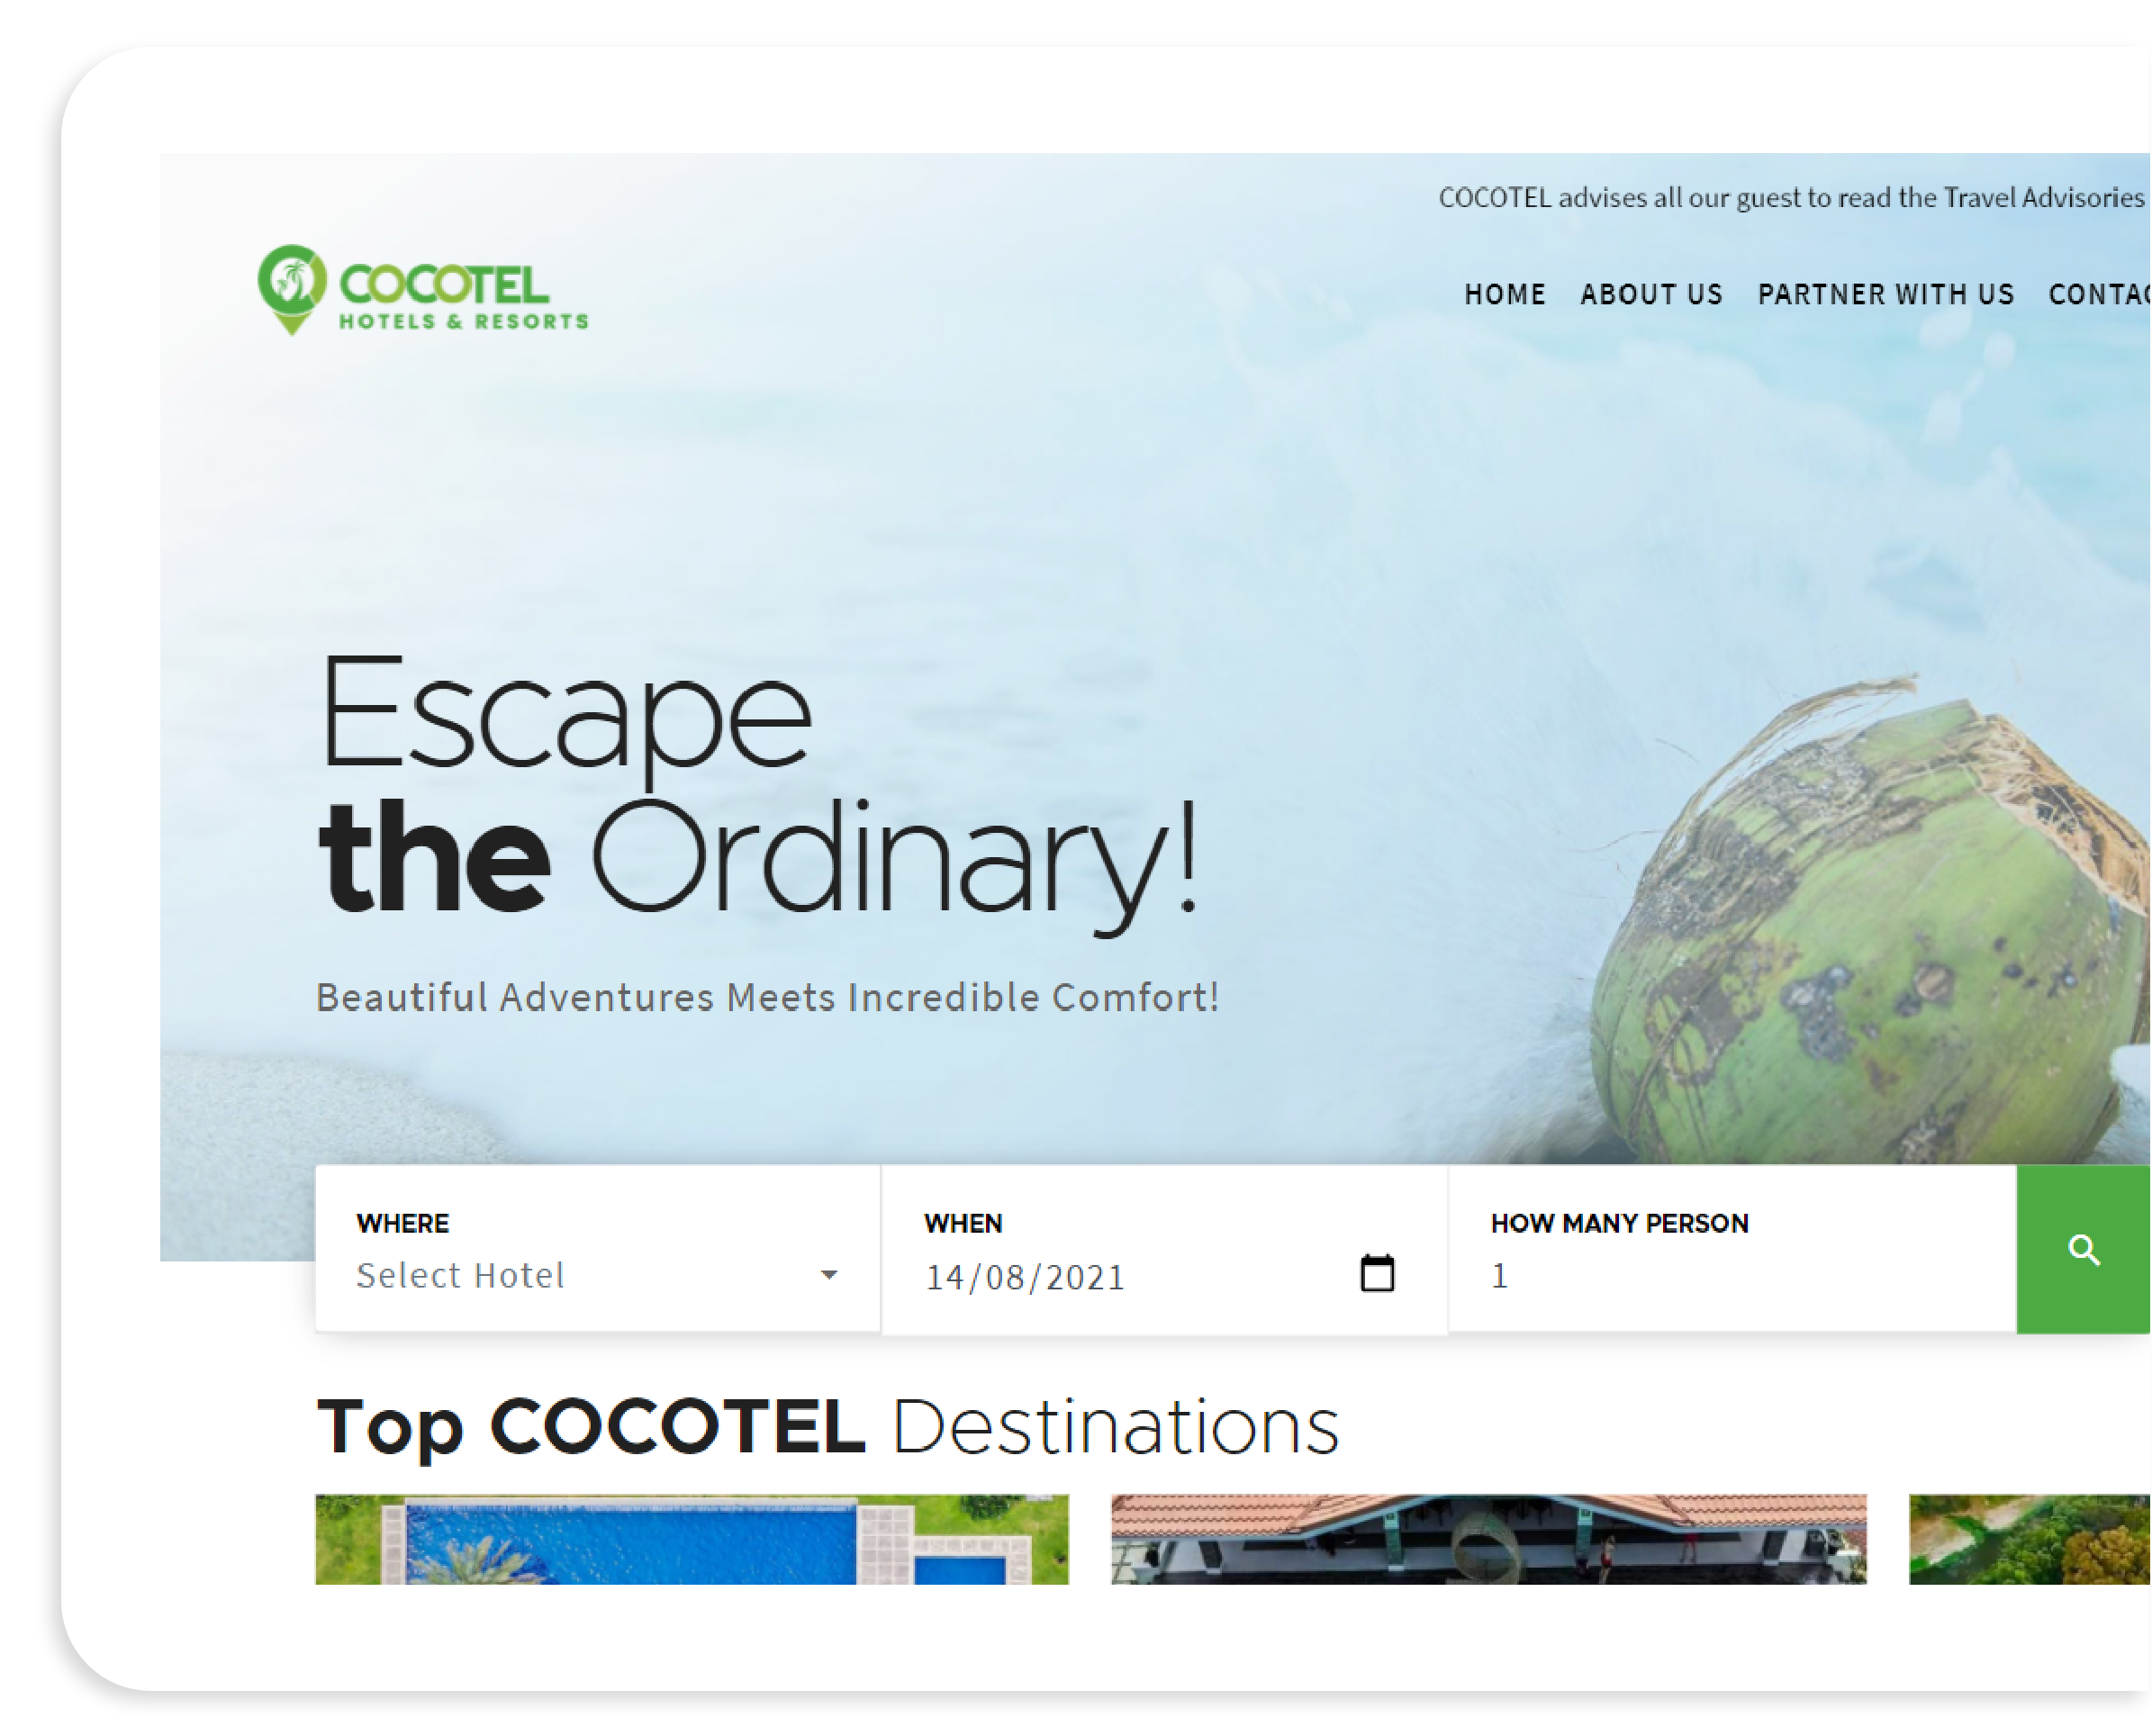 COCOTEL advises all our guest to read the Travel Advisories
COCOTEL
HOTELS & RESORTS
HOME ABOUT US PARTNER WITH US
Escape
the Ordinary!
Beautiful Adventures Meets Incredible Comfort!
WHERE WHEN HOW MANY PERSON
Select Hotel 14/08/2021 1
Top COCOTEL Destinations